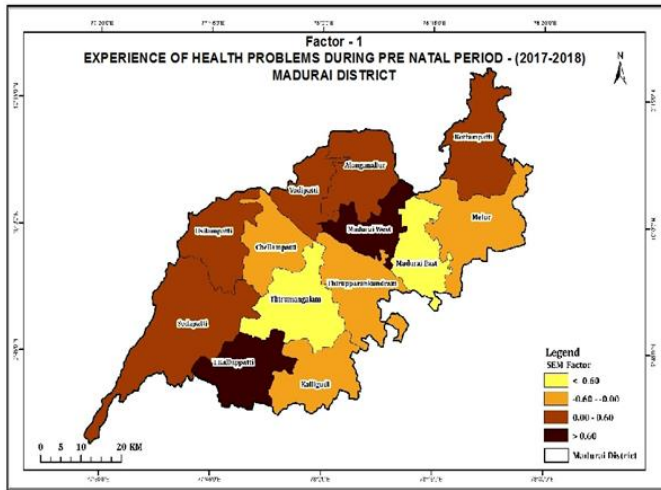 Factor - 1
EXPERIENCE OF HEALTH PROBLEMS DURING PRE NATAL PERIOD - (2017-2018)
MADURAI DISTRICT
N
Kottampatti
Alanganallur
Vadipatti
Melur
Madurai West
Usilampatti
Chellampatti
Madurai East
Thirupparankundram
Thirumangalam
Sedapatti
T.Kallupatti
Kalligudi
Legend
SEM Factor
< 0.60
-0.60 -0.00
0.00 - 0.60
> 0.60
Madurai District
0 5 10 20 KM